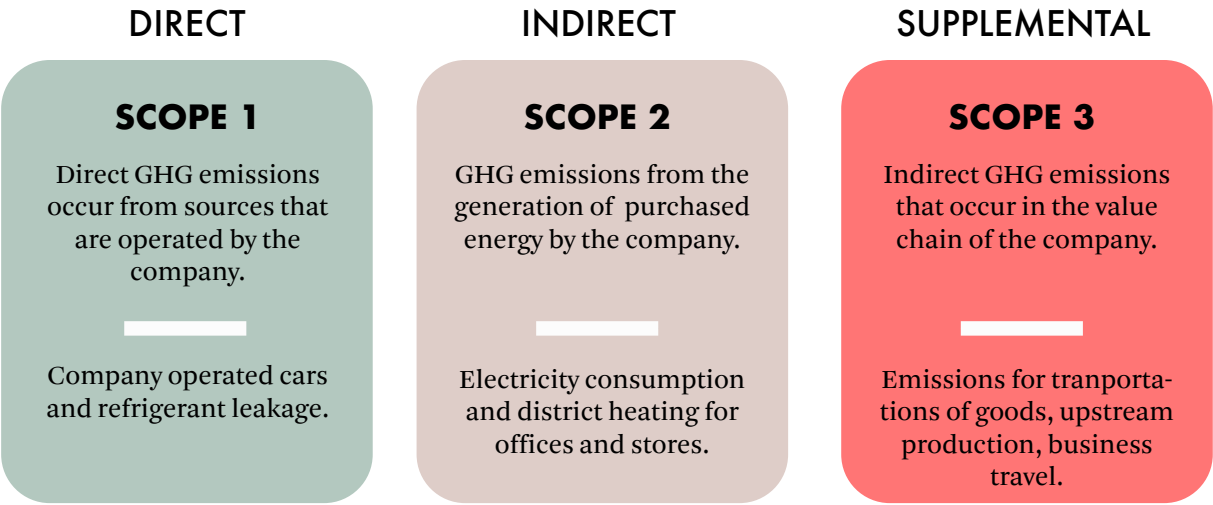 DIRECT
SCOPE 1
Direct GHG emissions
occur from sources that
are operated by the
company.
Company operated cars
and refrigerant leakage.
INDIRECT
SCOPE 2
GHG emissions from the
generation of  purchased
energy by the company.
Electricity consumption
and district heating for
offices and stores.
SUPPLEMENTAL
SCOPE 3
Indirect GHG emissions
that occur in the value
chain of the company.
Emissions for tranporta-
tions of goods, upstream
production, business
travel.